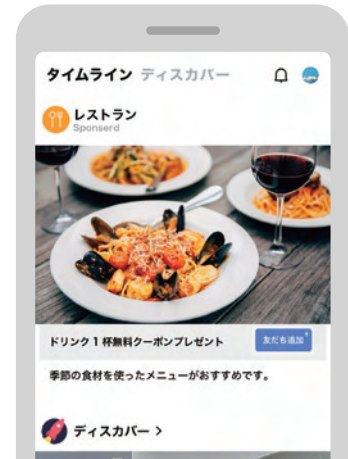 タイムライン ディスカバー
レストラン
Sponserd
ドリンク1杯無料クーポンプレゼント
友だち追加
季節の食材を使ったメニューがおすすめです。
ディスカバー >